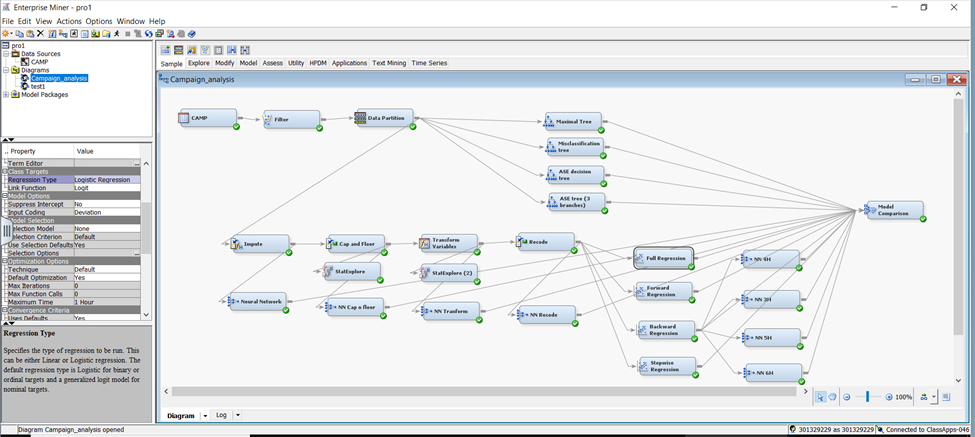 Enterprise Miner - pro1
File Edit View Actions Options Window Help
pro1
Data Sources
CAMP
Diagrams
Campaign_analysis
test1
Model Packages
Sample Explore Modify Model Assess Utility HPDM Applications Text Mining Time Series
Campaign_analysis
.. Property Value
Term Editor ...
Class Targets
Regression Type Logistic Regression
Link Function Logit
Model Options
Suppress Intercept No
Input Coding Deviation
Model Selection
election Model None
election Criterion Default
Use Selection Defaults Yes
Selection Options ...
Optimization Options
Technique Default
Default Optimization Yes
Max Iterations 0
Max Function Calls 0
Maximum Time 1 Hour
Convergence Criteria
Uses Defaults Yes
Regression Type
Specifies the type of regression to be run. This
can be either Linear or Logistic regression. The
default regression type is Logistic for binary or
ordinal targets and a generalized logit model for
nominal targets.
CAMP
Filter
Data Partition
Maximal Tree
Misclassification
tree
ASE decision
tree
ASE tree (3
branches)
Model
Comparison
Impute
Cap and Floor
Transform
Variables
Recode
StatExplore
StatExplore (2)
Neural Network
NN Cap n floor
NN Tranform
NN Recode
Full Regression
Forward
Regression
Backward
Regression
Stepwise
Regression
NN 4H
NN 3H
NN 5H
NN 6H
100%
Diagram Log
Diagram Campaign_analysis opened
301329229 as 301329229 Connected to ClassApps-046